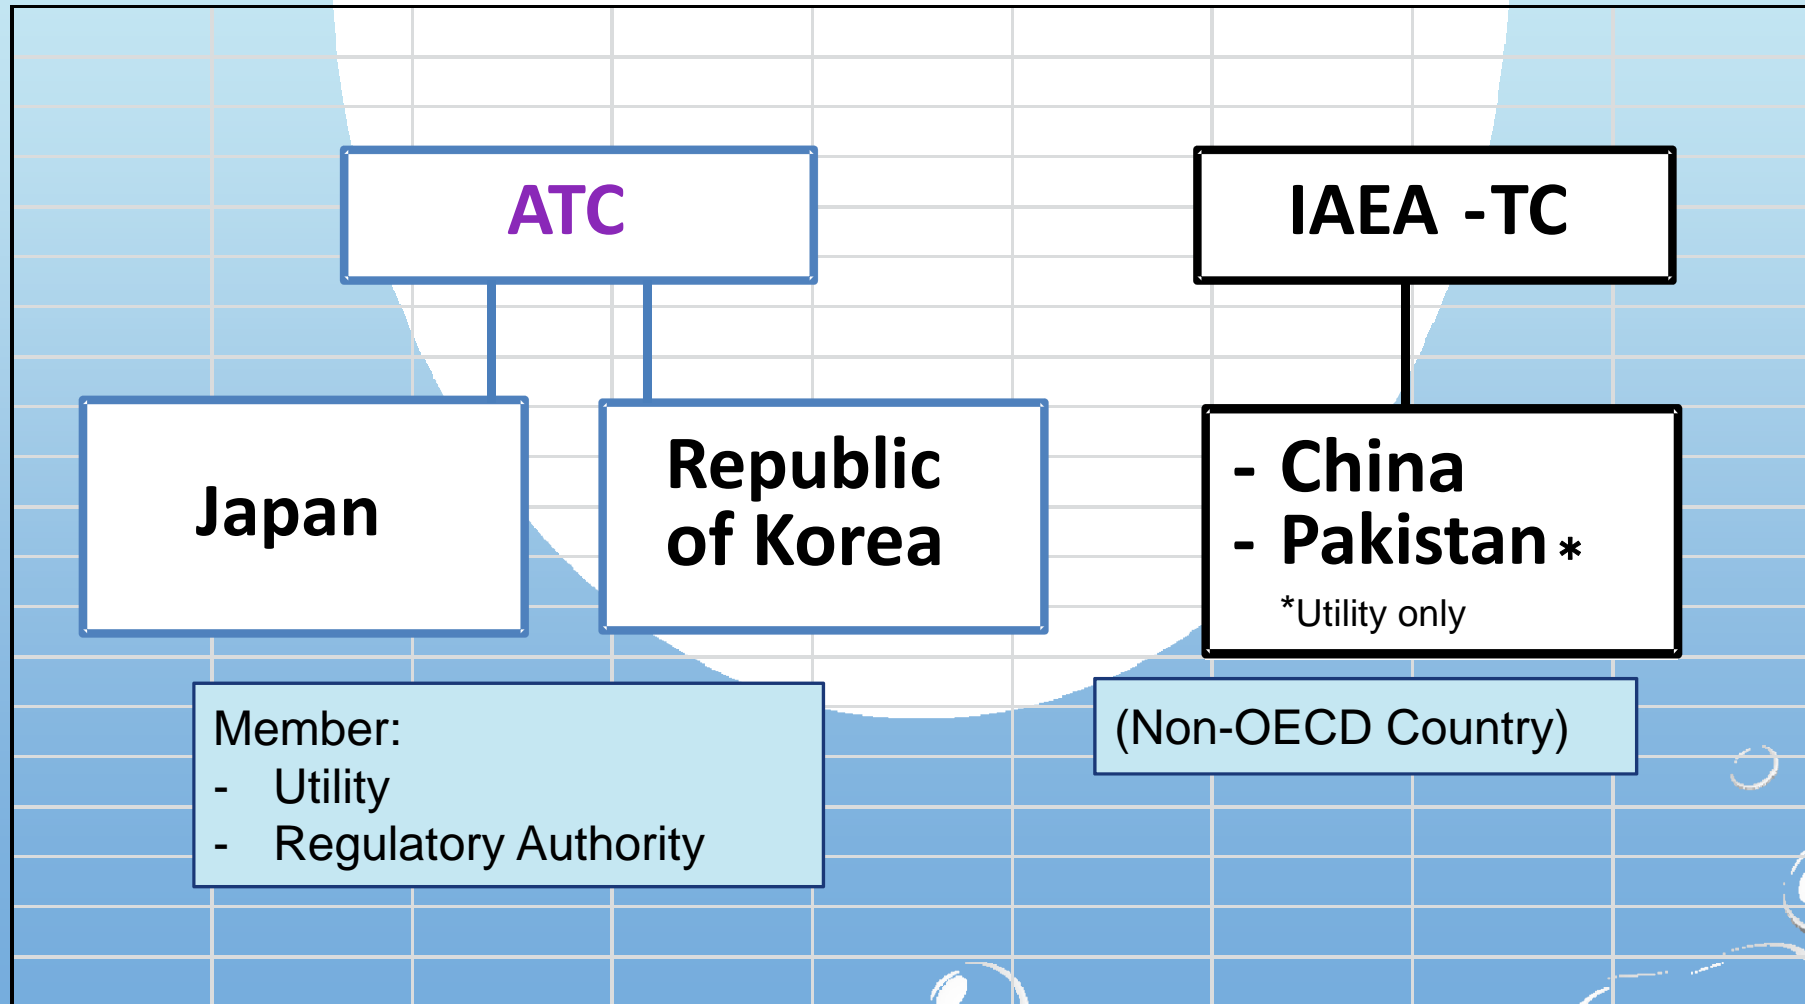 ATC
IAEA -TC
Japan
Republic
of Korea
- China
- Pakistan*
*Utility only
Member:
- Utility
- Regulatory Authority
(Non-OECD Country)